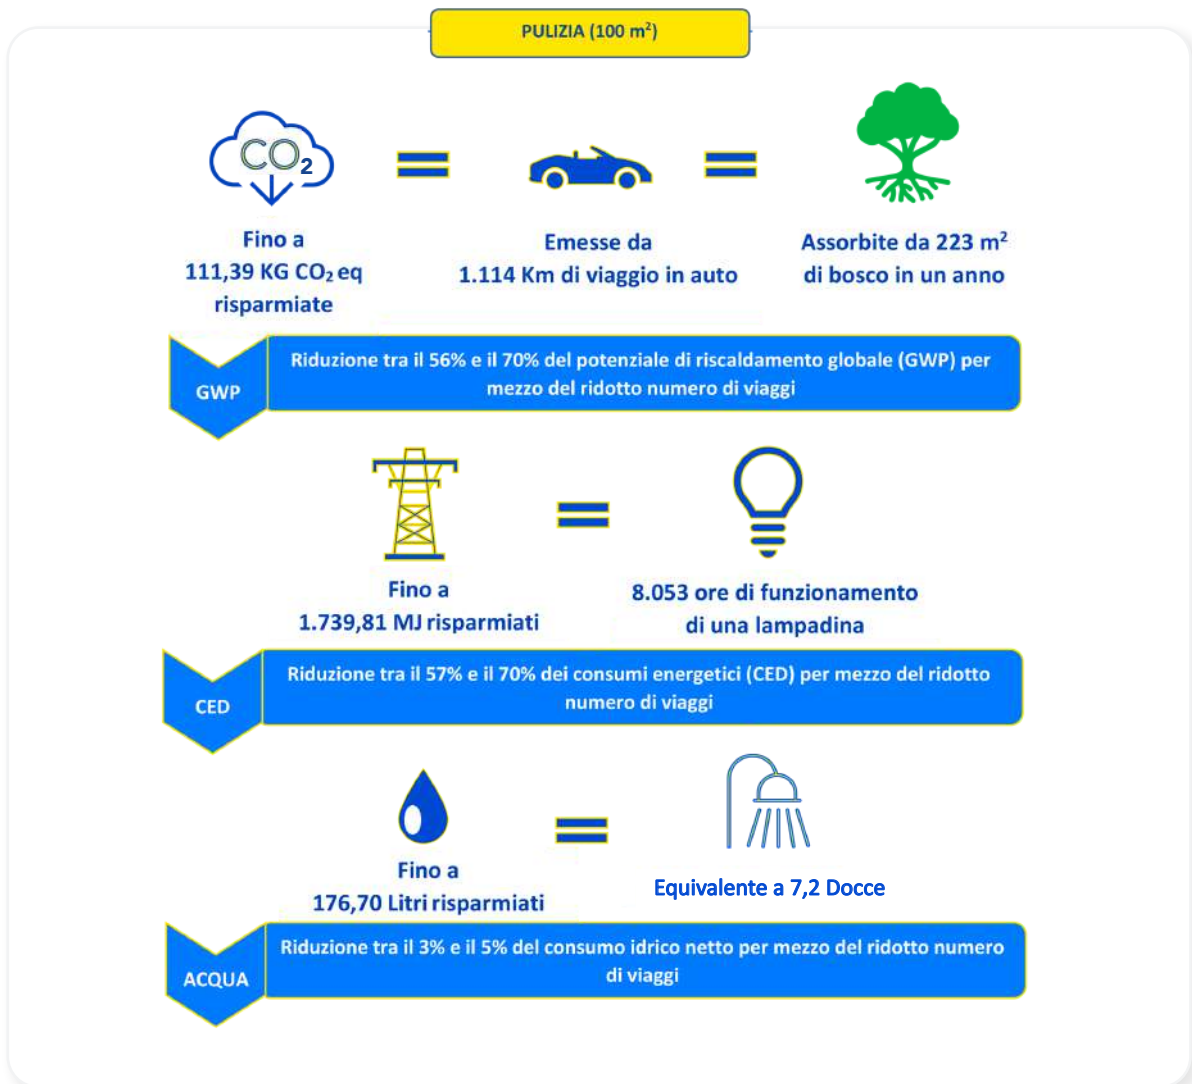 PULIZIA (100 m²)
CO₂
Fino a
111,39 KG CO₂ eq
risparmiate
Emesse da
1.114 Km di viaggio in auto
Assorbite da 223 m²
di bosco in un anno
GWP
Riduzione tra il 56% e il 70% del potenziale di riscaldamento globale (GWP) per
mezzo del ridotto numero di viaggi
Fino a
1.739,81 MJ risparmiati
8.053 ore di funzionamento
di una lampadina
CED
Riduzione tra il 57% e il 70% dei consumi energetici (CED) per mezzo del ridotto
numero di viaggi
Fino a
176,70 Litri risparmiati
Equivalente a 7,2 Docce
ACQUA
Riduzione tra il 3% e il 5% del consumo idrico netto per mezzo del ridotto numero
di viaggi